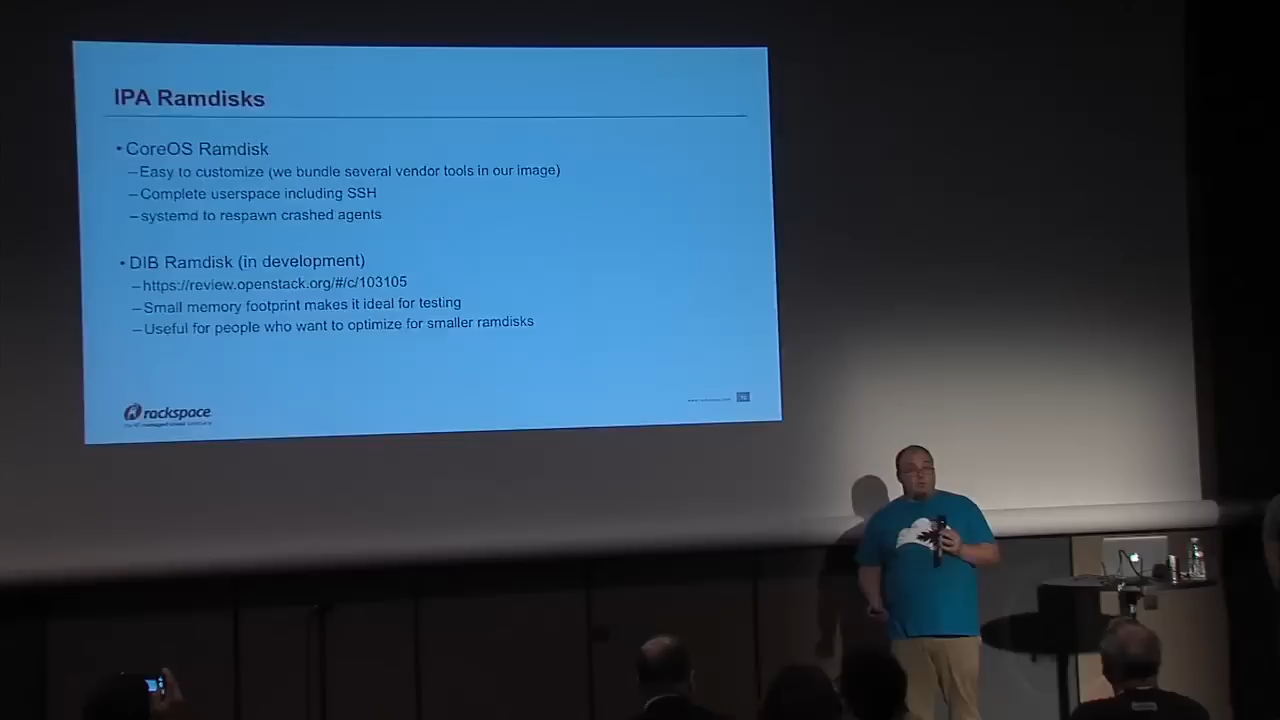 IPA Ramdisks
• CoreOS Ramdisk
– Easy to customize (we bundle several vendor tools in our image)
– Complete userspace including SSH
– systemd to respawn crashed agents
• DIB Ramdisk (in development)
– https://review.openstack.org/#/c/103105
– Small memory footprint makes it ideal for testing
– Useful for people who want to optimize for smaller ramdisks
rackspace